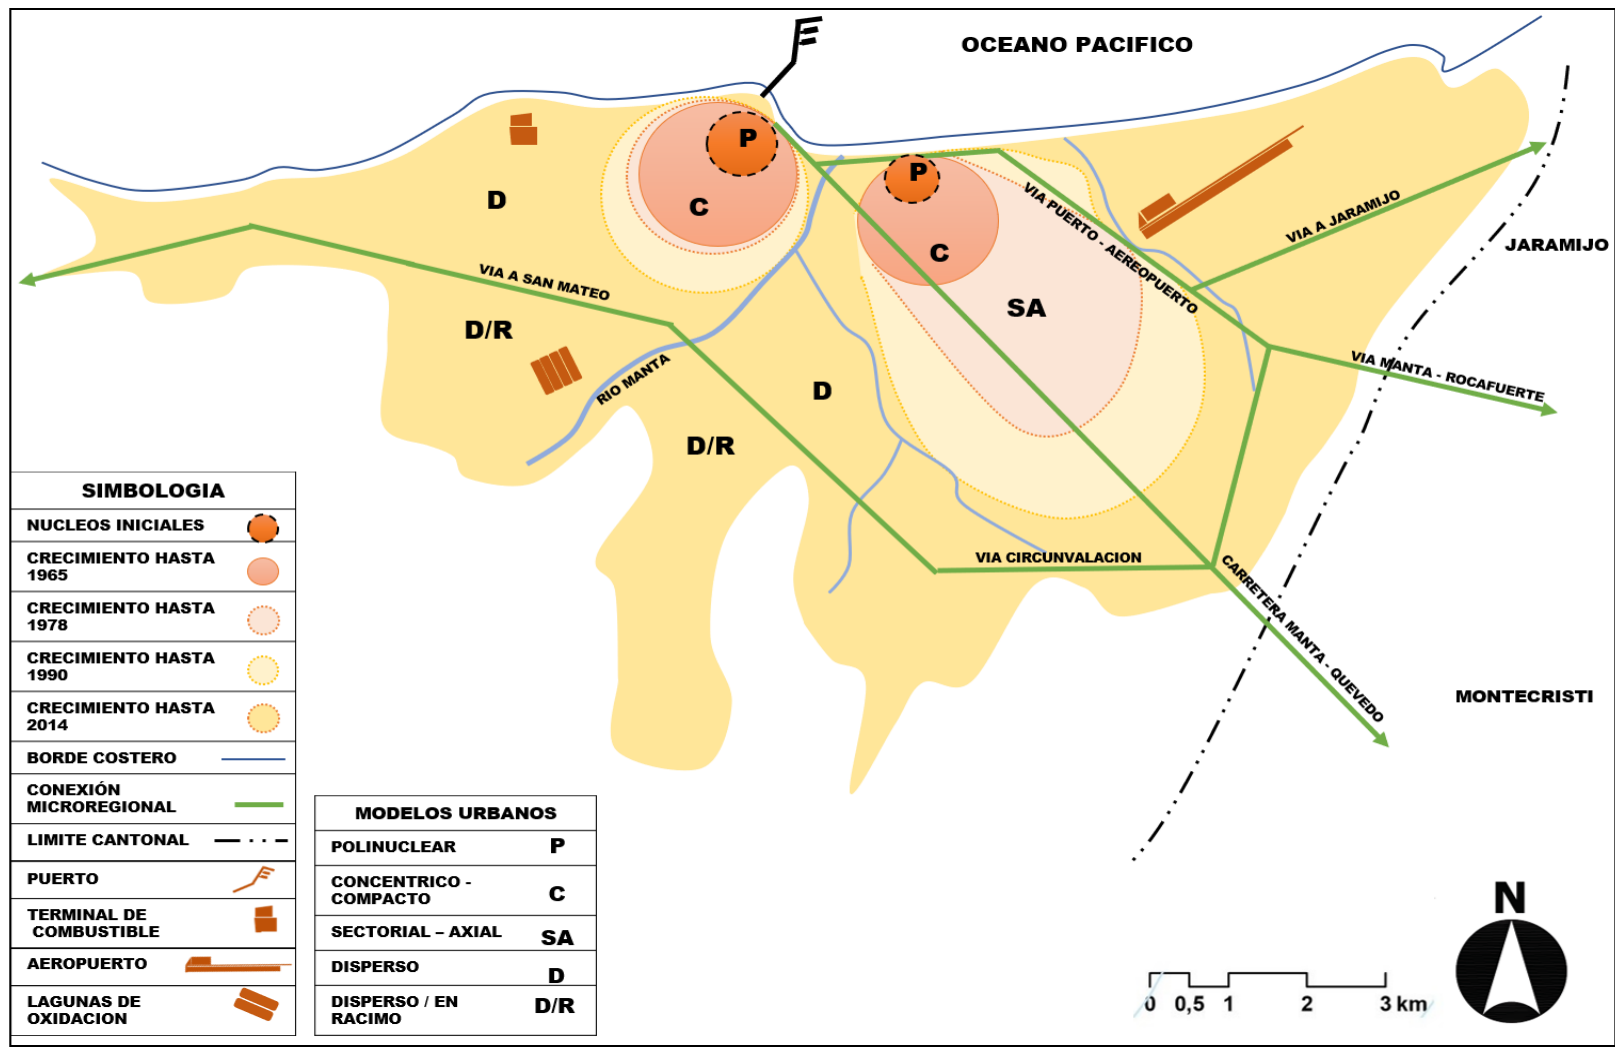 OCEANO PACIFICO
P
P
D
C
VIA PUERTO - AEREOPUERTO
VIA A JARAMIJO
JARAMIJO
C
VIA A SAN MATEO
SA
D/R
VIA MANTA - ROCAFUERTE
RIO MANTA
D
D/R
VIA CIRCUNVALACION
CARRETERA MANTA - QUEVEDO
MONTECRISTI
SIMBOLOGIA
NUCLEOS INICIALES
CRECIMIENTO HASTA
1965
CRECIMIENTO HASTA
1978
CRECIMIENTO HASTA
1990
CRECIMIENTO HASTA
2014
BORDE COSTERO
CONEXIÓN
MICROREGIONAL
LIMITE CANTONAL
PUERTO
TERMINAL DE
COMBUSTIBLE
AEROPUERTO
LAGUNAS DE
OXIDACION
MODELOS URBANOS
POLINUCLEAR P
CONCENTRICO -
COMPACTO C
SECTORIAL – AXIAL SA
DISPERSO D
DISPERSO / EN
RACIMO D/R
N
0 0,5 1 2 3 km